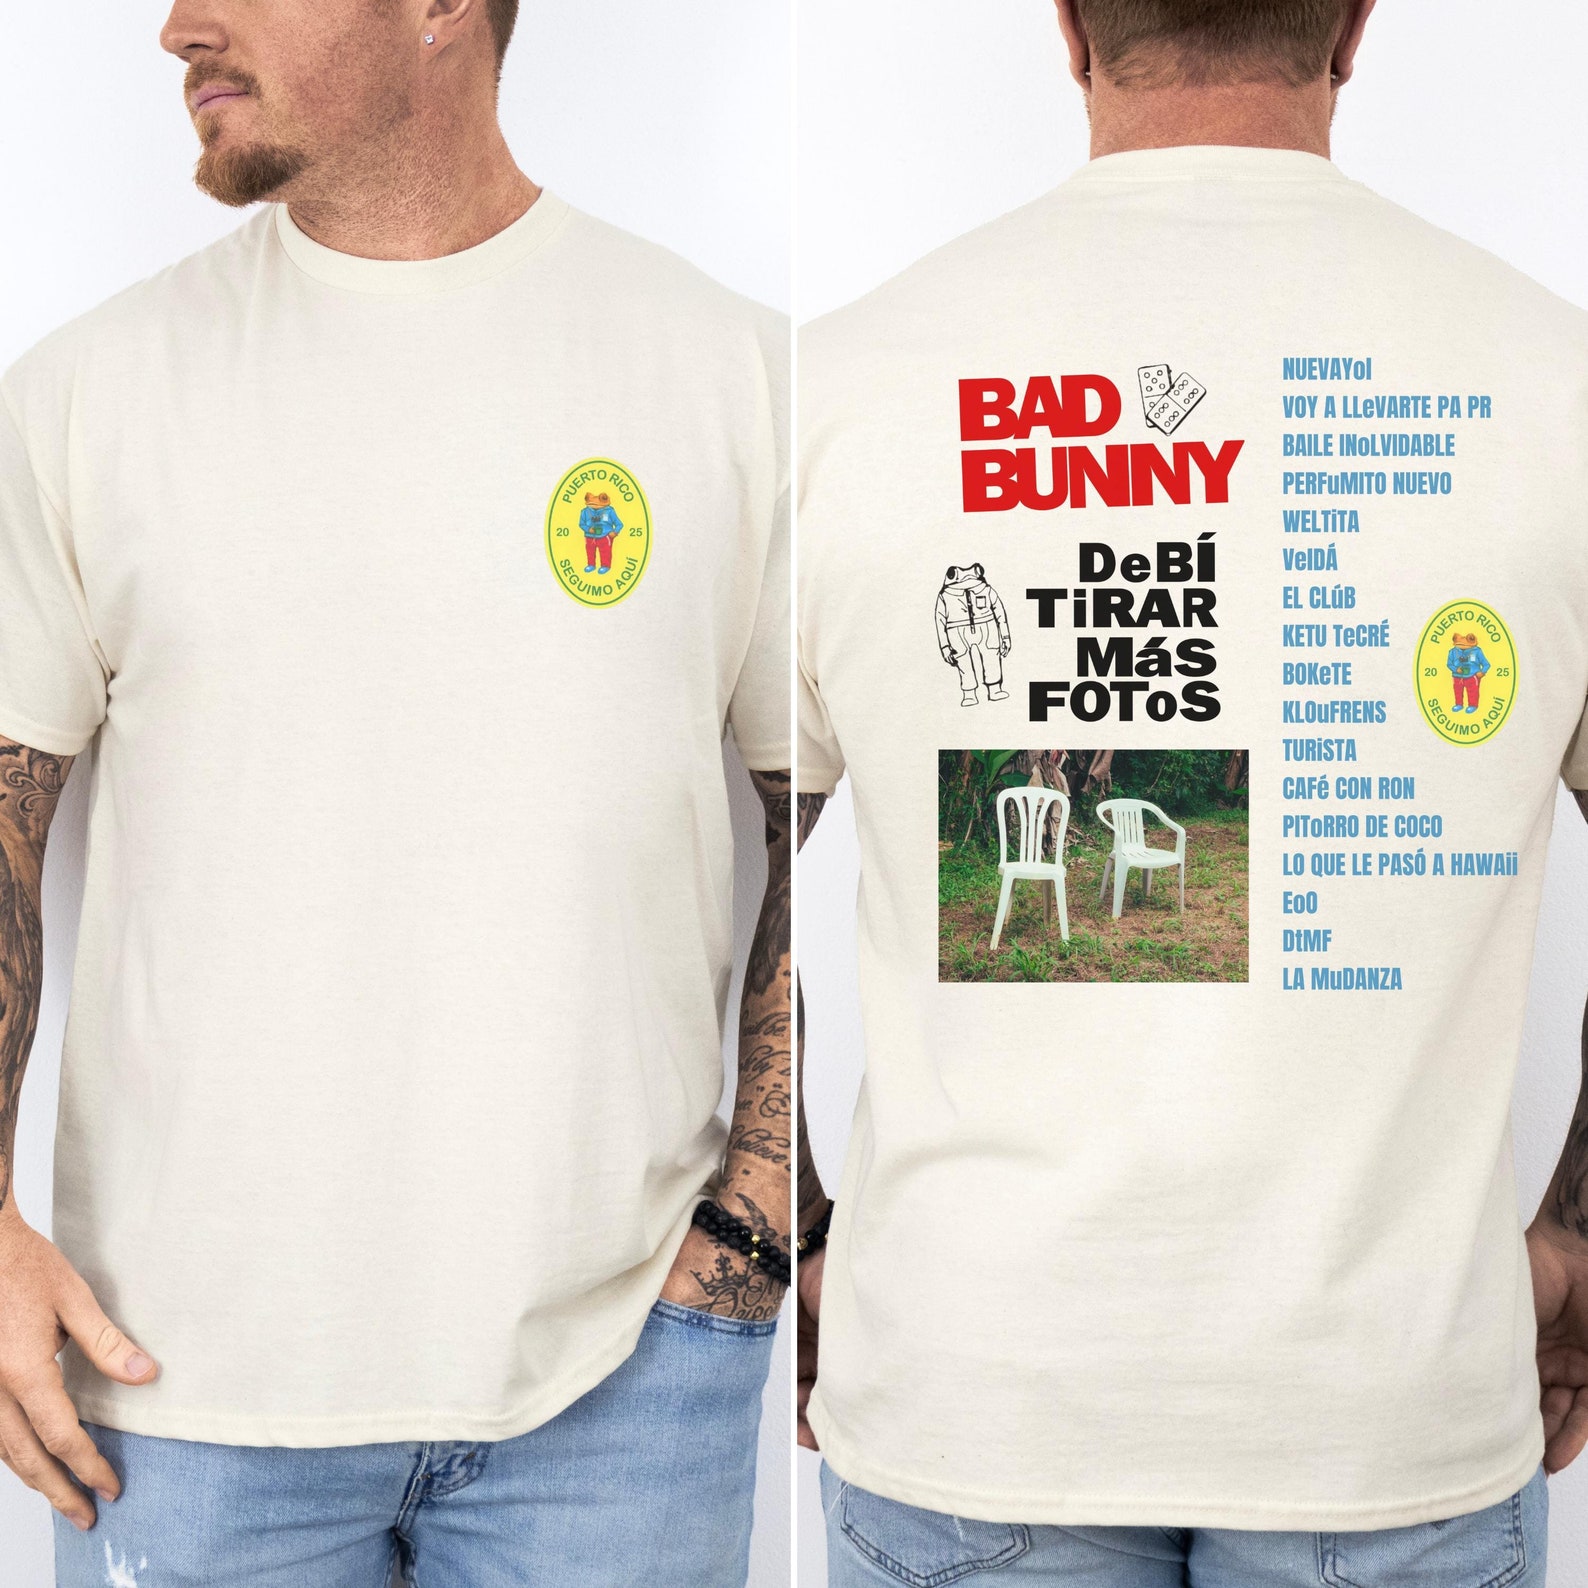 PUERTO RICO
20 25
SEGUIMO AQUÍ
BAD
BUNNY
DeBÍ
TiRAR
MáS
FOToS
NUEVAYol
VOY A LLeVARTE PA PR
BAILE INoLVIDABLE
PERFuMITO NUEVO
WELTiTA
VeLDÁ
EL CLúB
KETU TeCRÉ
BOKeTE
KLOuFRENS
TURiSTA
CAFé CON RON
PIToRRO DE COCO
LO QUE LE PASÓ A HAWAii
EoO
DtMF
LA MuDANZA
PUERTO RICO
20 25
SEGUIMO AQUÍ
believe